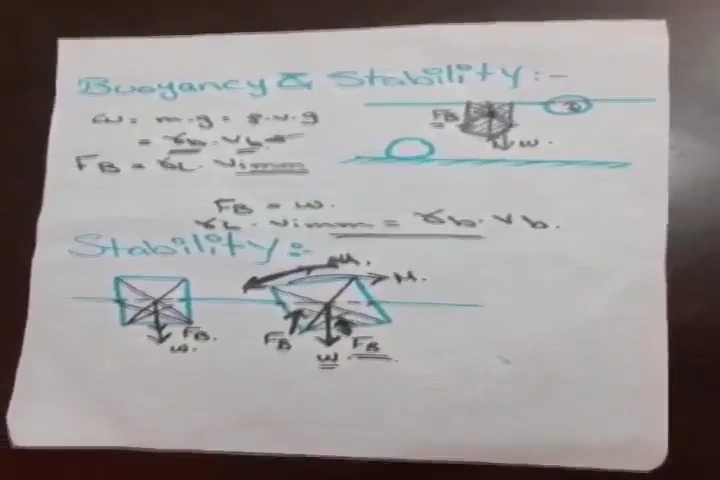 Buoyancy & Stability :-
ω = m.g = ρ.v.g
= γb.vb
FB = γL. vimm
FB
w.
FB = w.
γL. vimm = γb. vb.
Stability :-
M.
FB.
w.
FB
w
FB